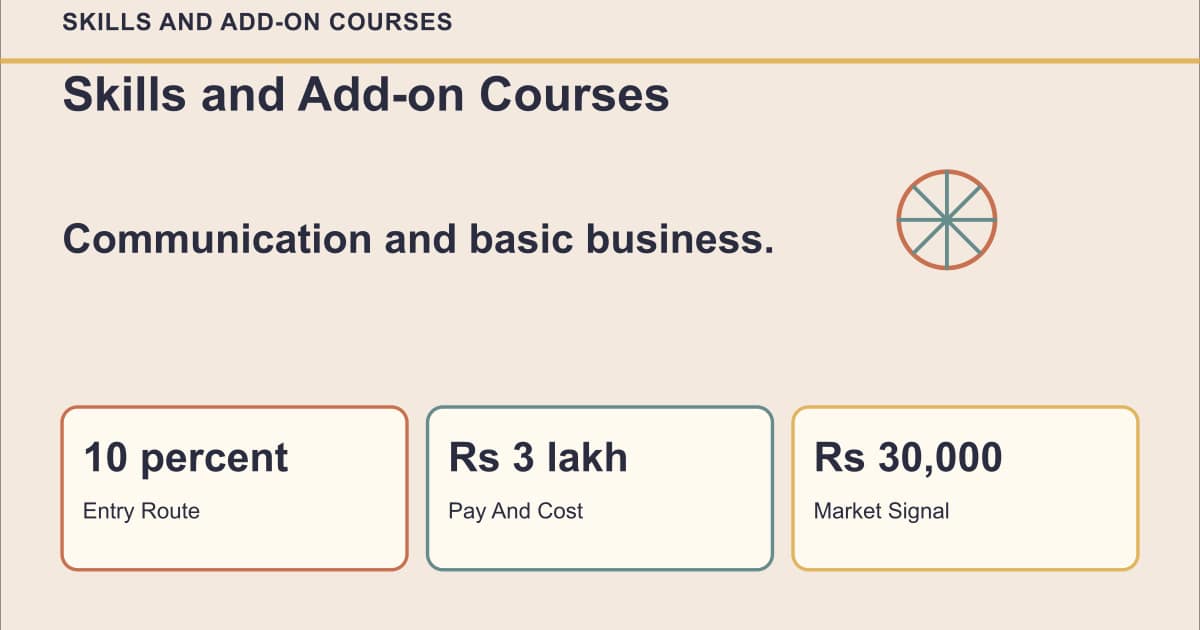 SKILLS AND ADD-ON COURSES
Skills and Add-on Courses
Communication and basic business.
10 percent
Entry Route
Rs 3 lakh
Pay And Cost
Rs 30,000
Market Signal